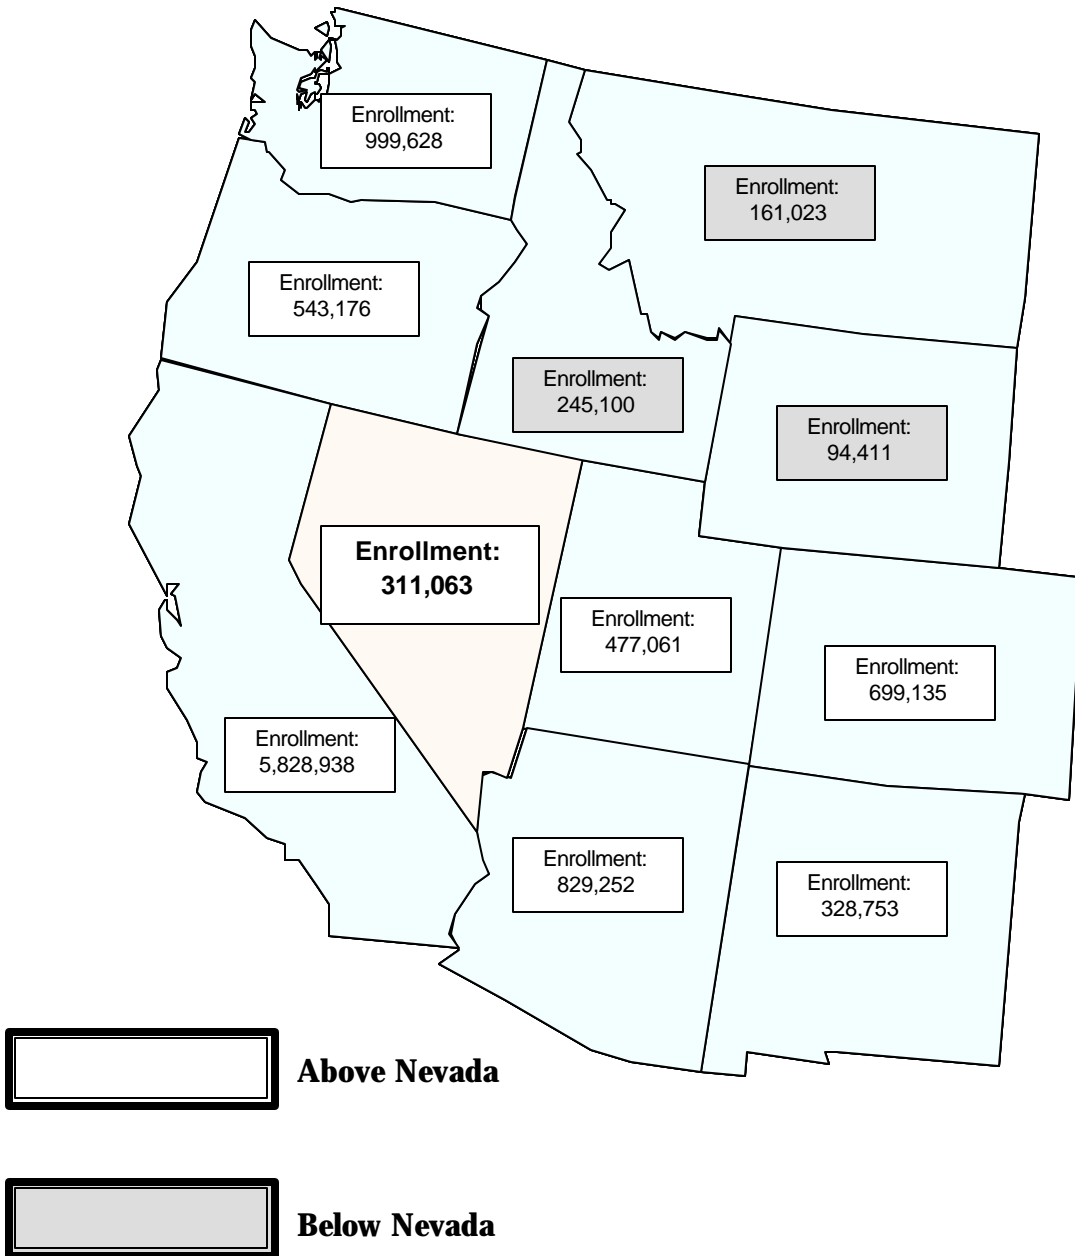 Enrollment:
999,628
Enrollment:
161,023
Enrollment:
543,176
Enrollment:
245,100
Enrollment:
94,411
Enrollment:
311,063
Enrollment:
477,061
Enrollment:
699,135
Enrollment:
5,828,938
Enrollment:
829,252
Enrollment:
328,753
Above Nevada
Below Nevada